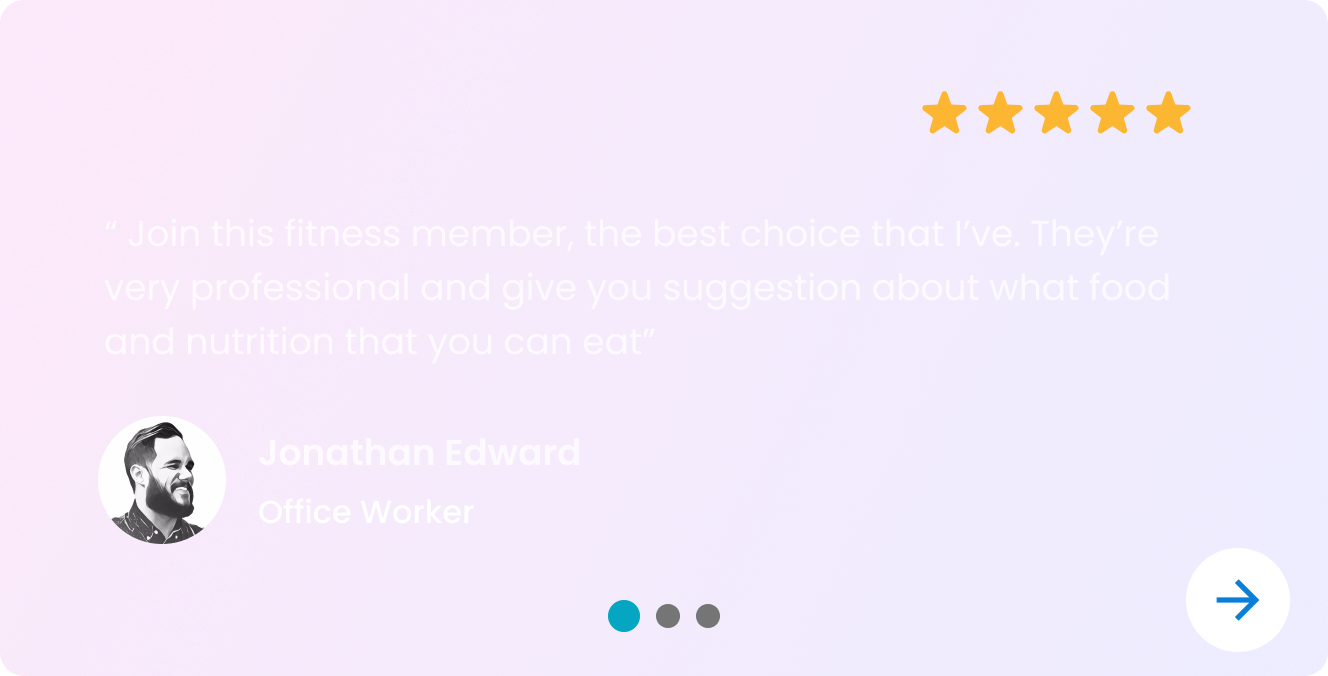 “ Join this fitness member, the best choice that I’ve. They’re
very professional and give you suggestion about what food
and nutrition that you can eat”
Jonathan Edward
Office Worker